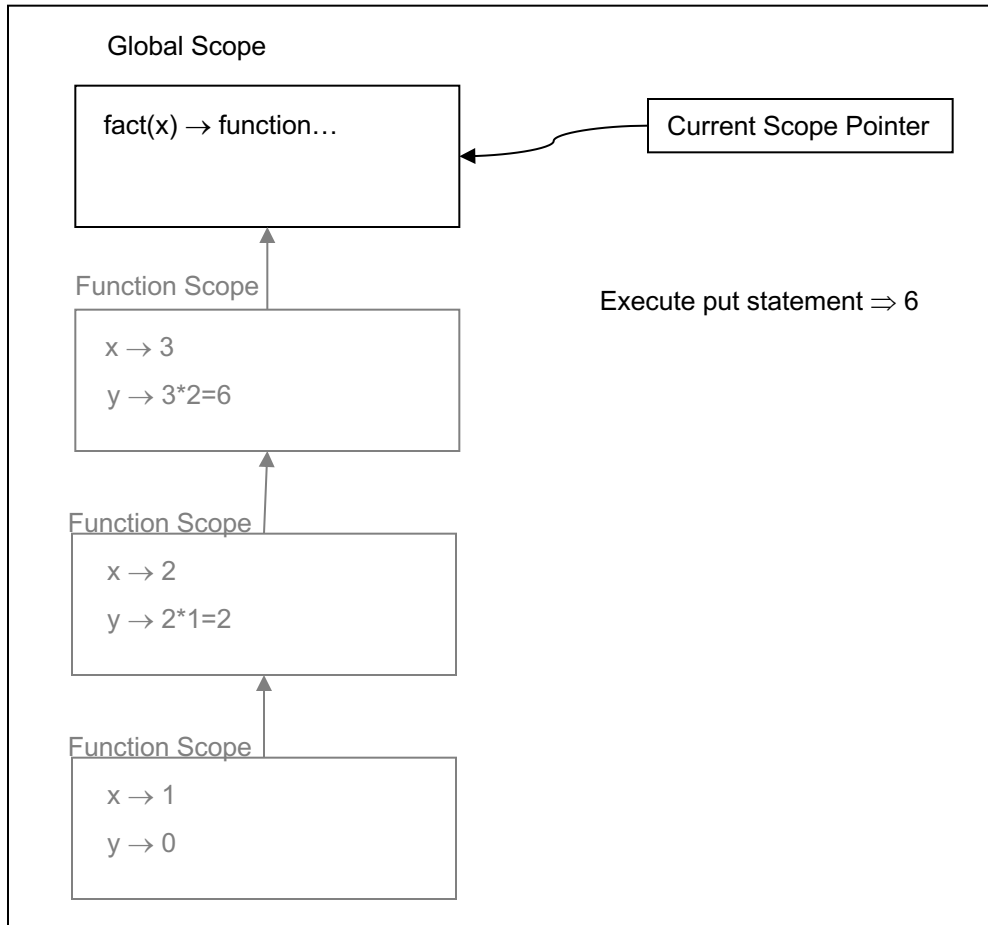 Global Scope
fact(x) → function…
Current Scope Pointer
Function Scope
Execute put statement ⇒ 6
x → 3
y → 3*2=6
Function Scope
x → 2
y → 2*1=2
Function Scope
x → 1
y → 0